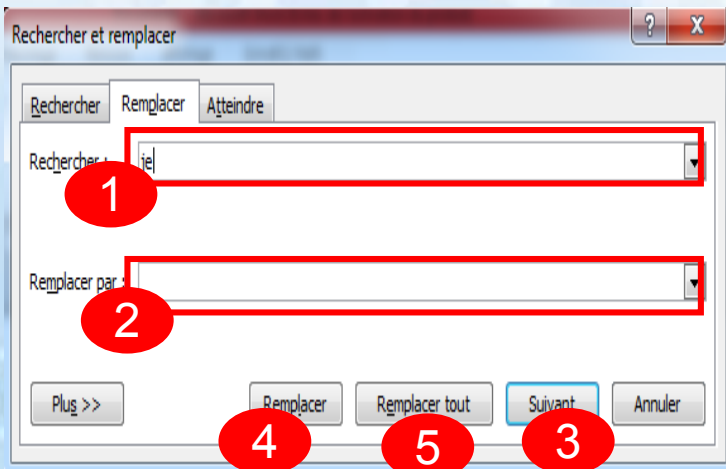 Rechercher et remplacer
? X
Rechercher Remplacer Atteindre
Rechercher : je
1
Remplacer par :
2
Plus >> Remplacer Remplacer tout Suivant Annuler
4 5 3